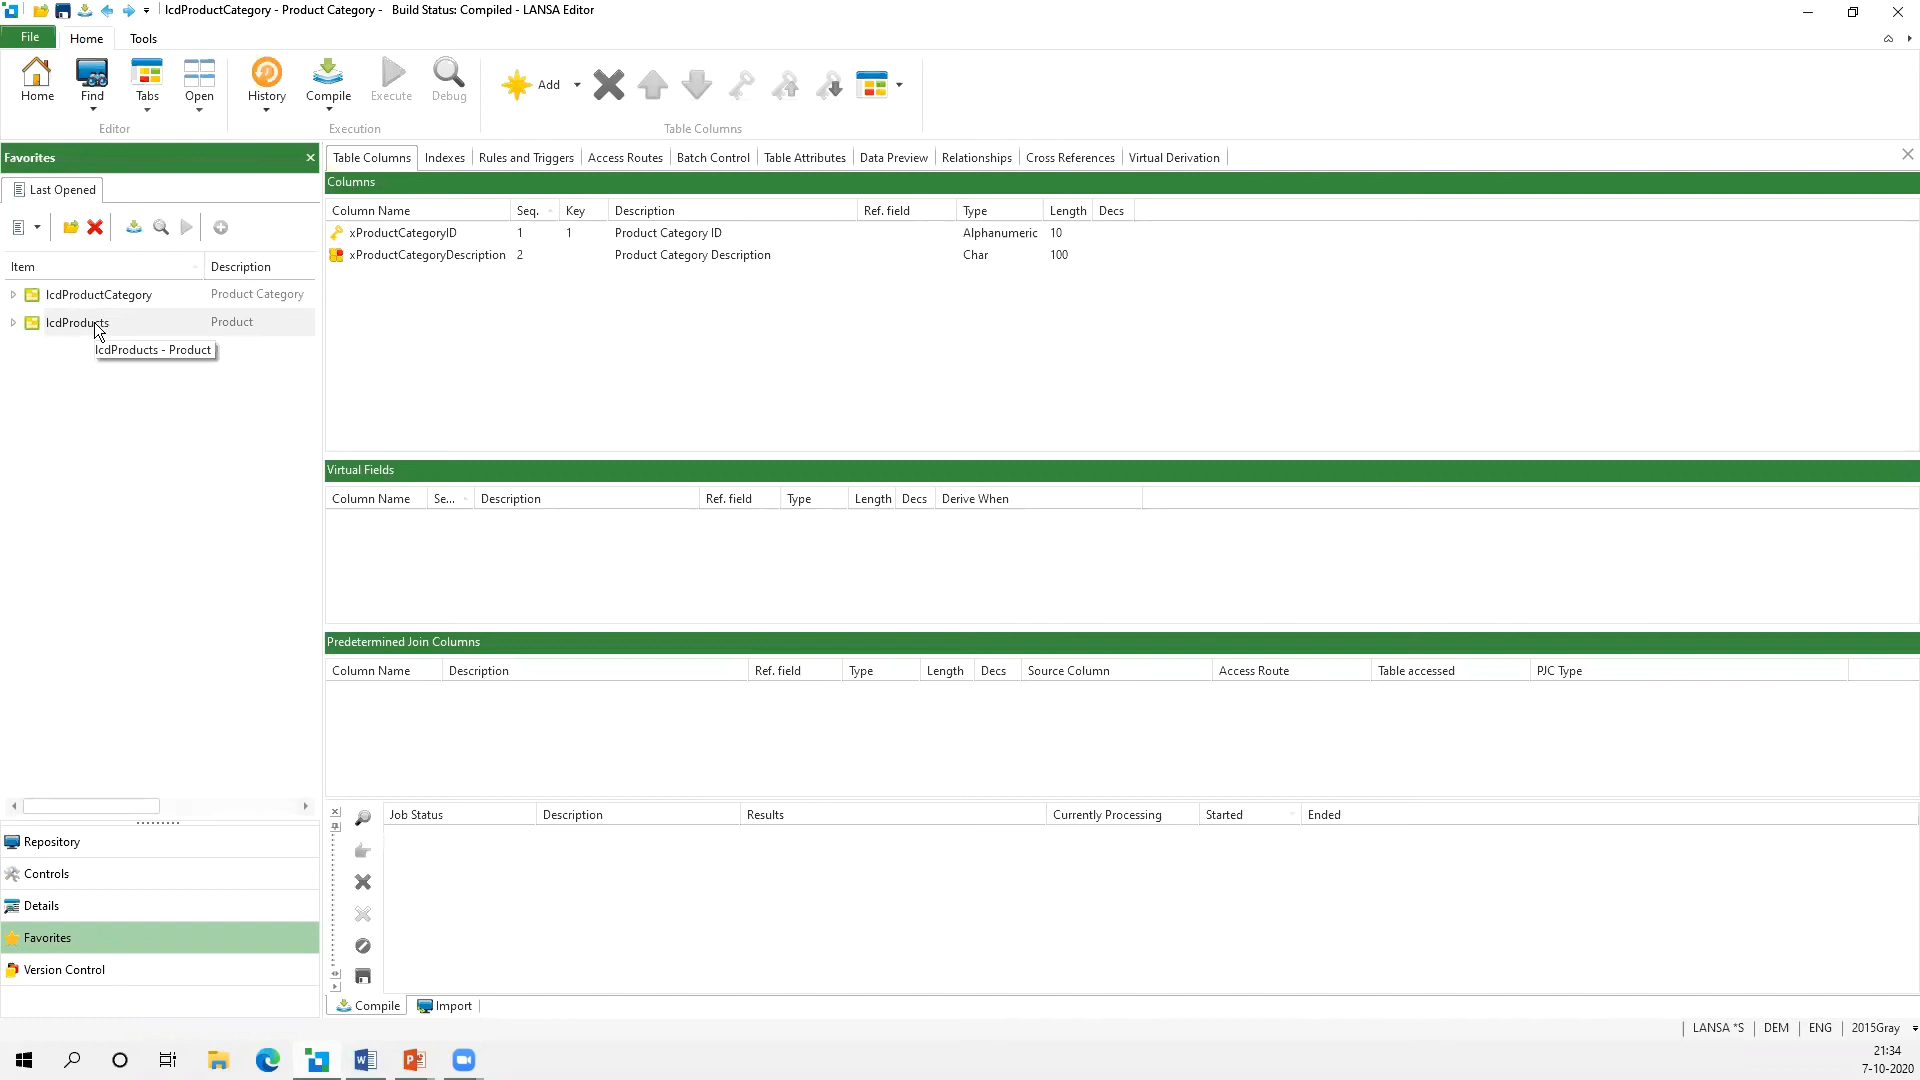 lcdProductCategory - Product Category -   Build Status: Compiled - LANSA Editor
File Home Tools
Home Find Tabs Open History Compile Execute Debug Add
Editor Execution Table Columns
Favorites
Last Opened
Item Description
lcdProductCategory Product Category
lcdProducts Product
lcdProducts - Product
Repository
Controls
Details
Favorites
Version Control
Table Columns Indexes Rules and Triggers Access Routes Batch Control Table Attributes Data Preview Relationships Cross References Virtual Derivation
Columns
Column Name Seq. Key Description Ref. field Type Length Decs
xProductCategoryID 1 1 Product Category ID Alphanumeric 10
xProductCategoryDescription 2 Product Category Description Char 100
Virtual Fields
Column Name Se... Description Ref. field Type Length Decs Derive When
Predetermined Join Columns
Column Name Description Ref. field Type Length Decs Source Column Access Route Table accessed PJC Type
Job Status Description Results Currently Processing Started Ended
Compile Import
LANSA *S DEM ENG 2015Gray
21:34
7-10-2020